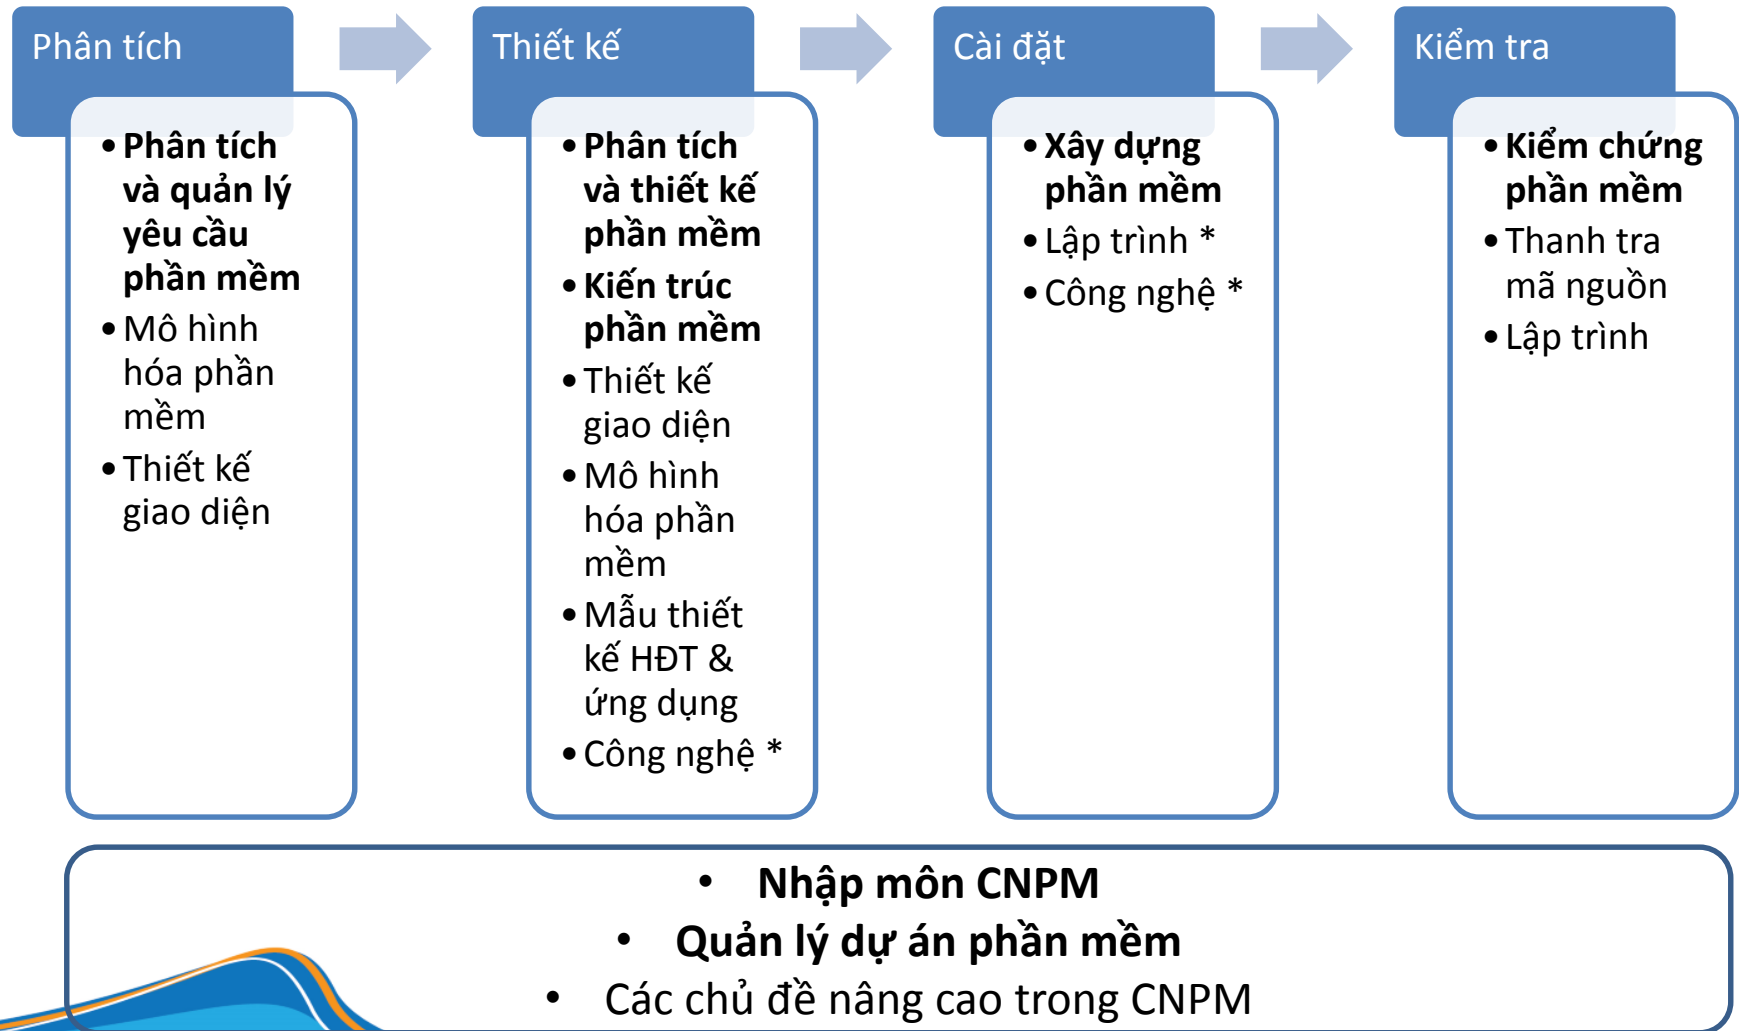 Phân tích
• Phân tích
và quản lý
yêu cầu
phần mềm
• Mô hình
hóa phần
mềm
• Thiết kế
giao diện
Thiết kế
• Phân tích
và thiết kế
phần mềm
• Kiến trúc
phần mềm
• Thiết kế
giao diện
• Mô hình
hóa phần
mềm
• Mẫu thiết
kế HĐT &
ứng dụng
• Công nghệ *
Cài đặt
• Xây dựng
phần mềm
• Lập trình *
• Công nghệ *
Kiểm tra
• Kiểm chứng
phần mềm
• Thanh tra
mã nguồn
• Lập trình
• Nhập môn CNPM
• Quản lý dự án phần mềm
• Các chủ đề nâng cao trong CNPM